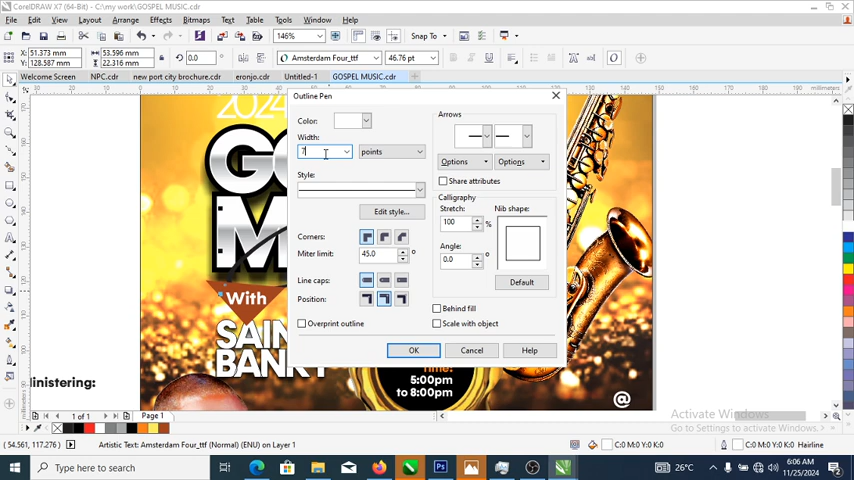 CorelDRAW X7 (64-Bit) - C:\my work\GOSPEL MUSIC.cdr
File Edit View Layout Arrange Effects Bitmaps Text Table Tools Window Help
146% Snap To
X: 51.373 mm
Y: 128.587 mm
53.596 mm
22.316 mm
0.0 ° Amsterdam Four_ttf 46.76 pt
Welcome Screen NPC.cdr new port city brochure.cdr eronjo.cdr Untitled-1 GOSPEL MUSIC.cdr
millimeters
2024
GO
M
With
SAIN
BANKY
inistering:
Time:
5:00pm
to 8:00pm
@
Outline Pen
Color:
Width:
7 points
Style:
Edit style...
Corners:
Miter limit: 45.0 °
Line caps:
Position:
Overprint outline
Arrows
Options Options
Share attributes
Calligraphy
Stretch:
100 %
Angle:
0.0 °
Nib shape:
Default
Behind fill
Scale with object
OK Cancel Help
Activate Windows
Go to Settings to activate Windows.
1 of 1 Page 1
(54.561, 117.276) Artistic Text: Amsterdam Four_ttf (Normal) (ENU) on Layer 1 C:0 M:0 Y:0 K:0 C:0 M:0 Y:0 K:0 Hairline
Type here to search
26°C
6:06 AM
11/25/2024